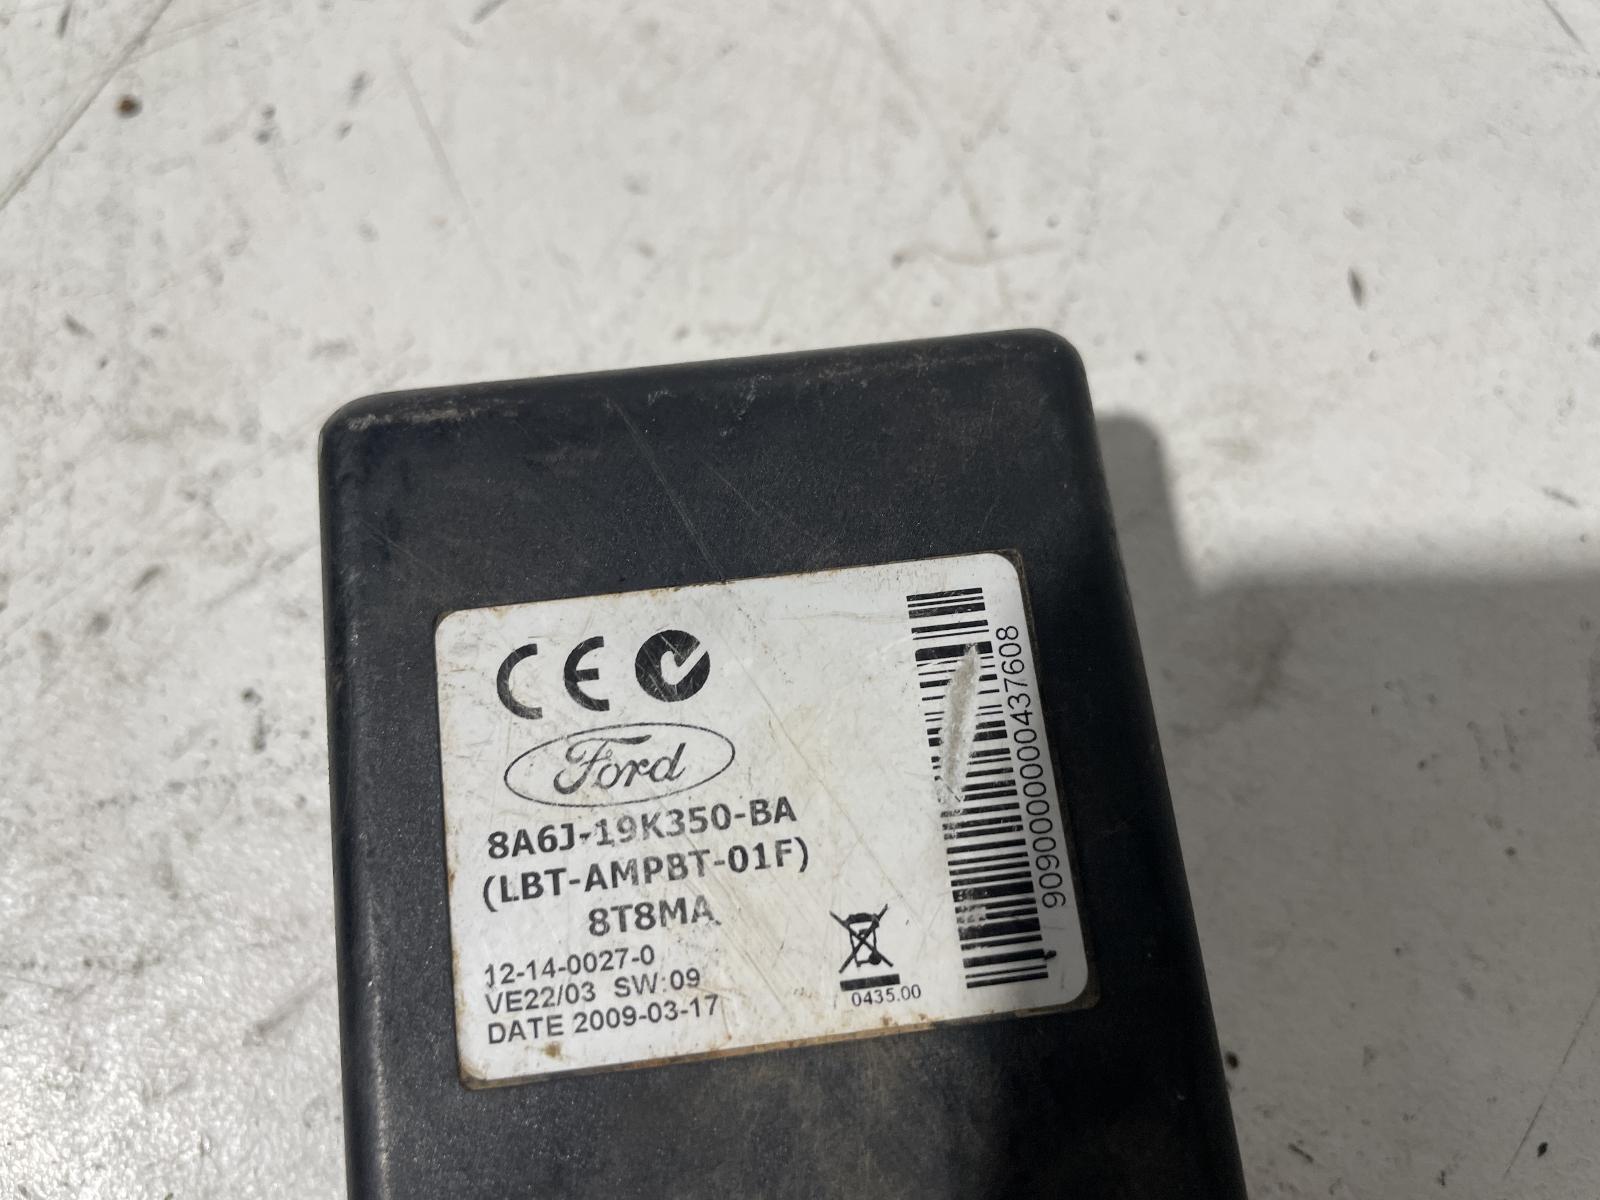 CE
Ford
8A6J-19K350-BA
(LBT-AMPBT-01F)
8T8MA
12-14-0027-0
VE22/03 SW:09
DATE 2009-03-17
0435.00